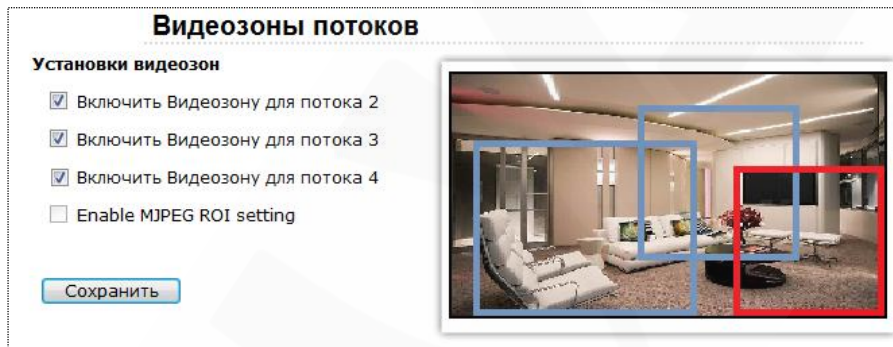 Видеозоны потоков
Установки видеозон
Включить Видеозону для потока 2
Включить Видеозону для потока 3
Включить Видеозону для потока 4
Enable MJPEG ROI setting
Сохранить